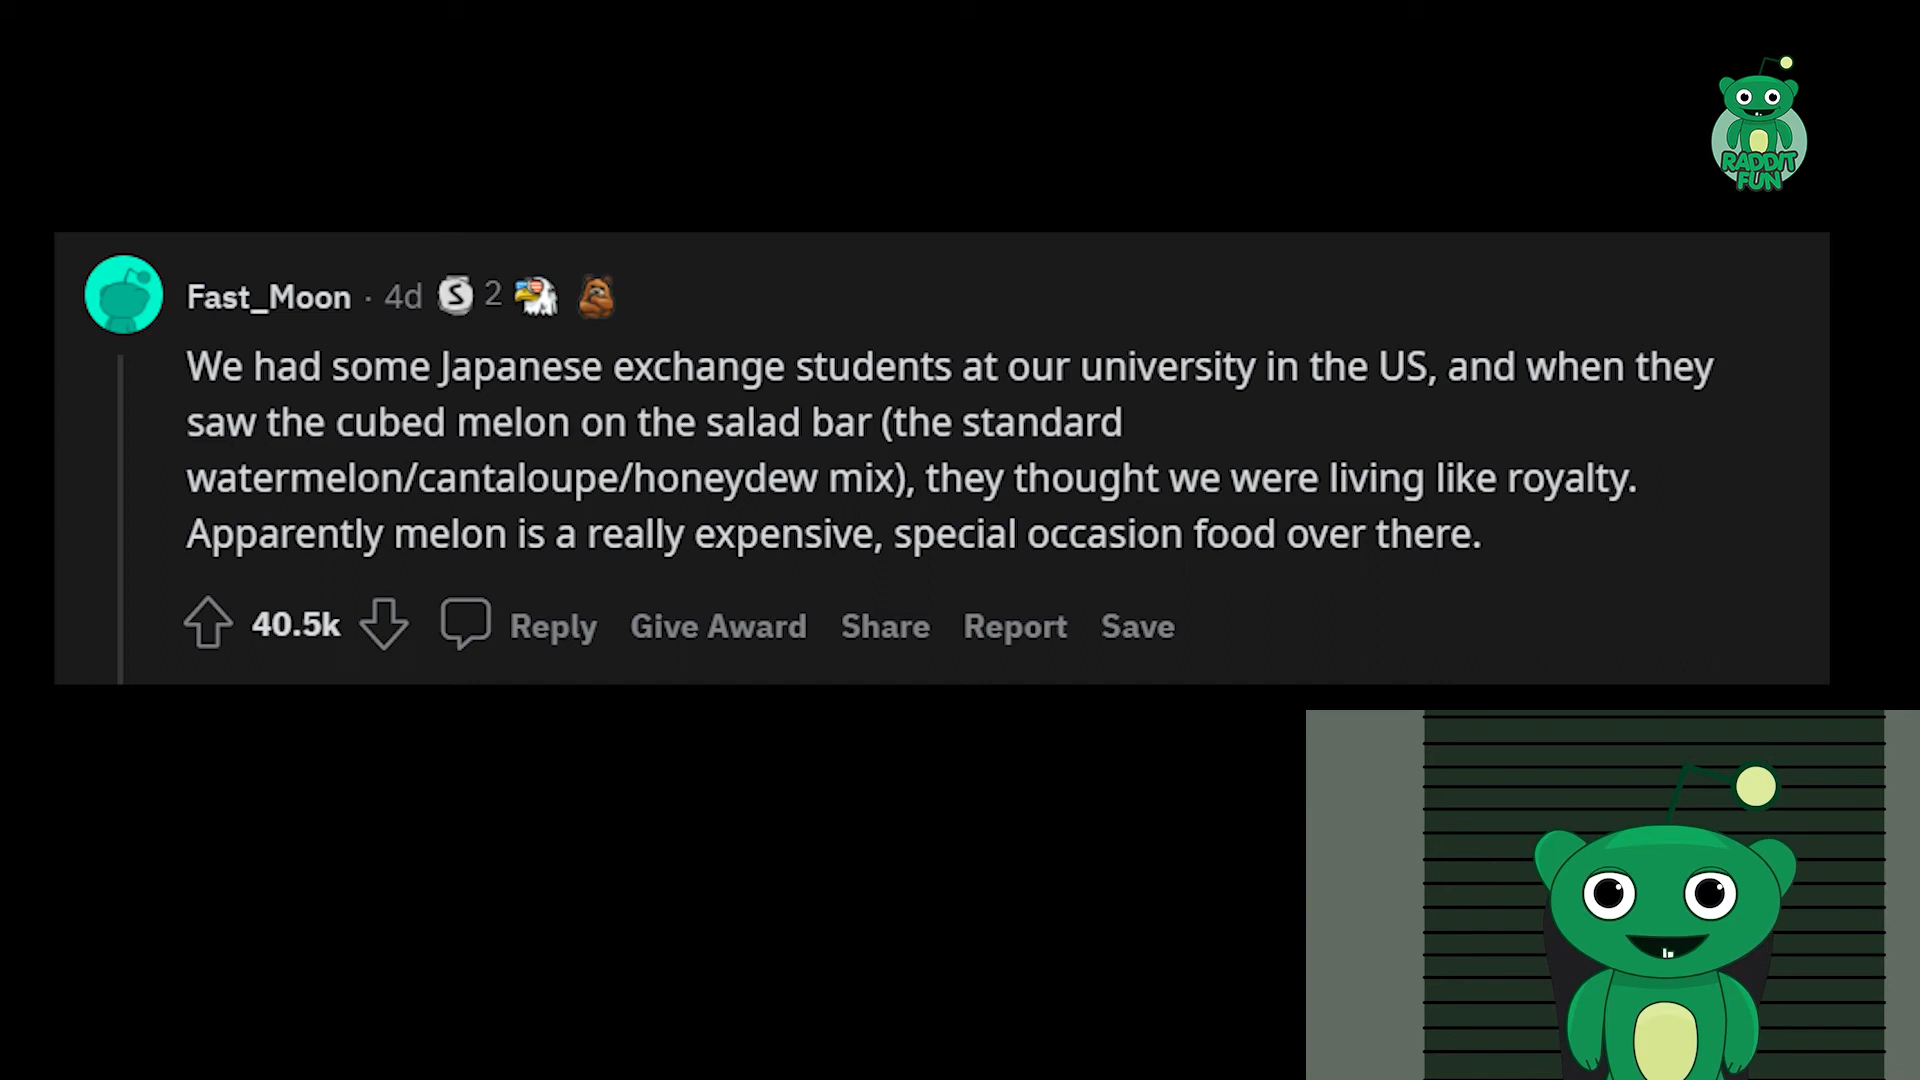 RADDIT
FUN
Fast_Moon · 4d S 2
We had some Japanese exchange students at our university in the US, and when they
saw the cubed melon on the salad bar (the standard
watermelon/cantaloupe/honeydew mix), they thought we were living like royalty.
Apparently melon is a really expensive, special occasion food over there.
40.5k Reply Give Award Share Report Save